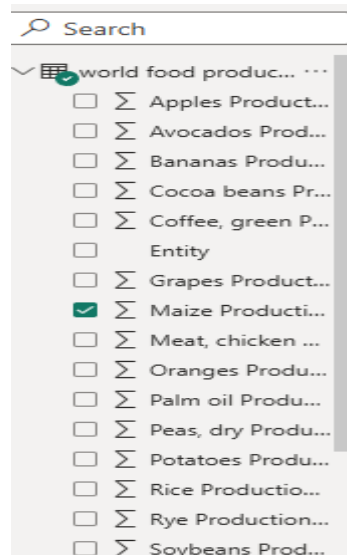 Search
world food produc... ...
∑ Apples Product...
∑ Avocados Prod...
∑ Bananas Produ...
∑ Cocoa beans Pr...
∑ Coffee, green P...
Entity
∑ Grapes Product...
∑ Maize Producti...
∑ Meat, chicken ...
∑ Oranges Produ...
∑ Palm oil Produ...
∑ Peas, dry Produ...
∑ Potatoes Produ...
∑ Rice Productio...
∑ Rye Production...
∑ Soybeans Prod...